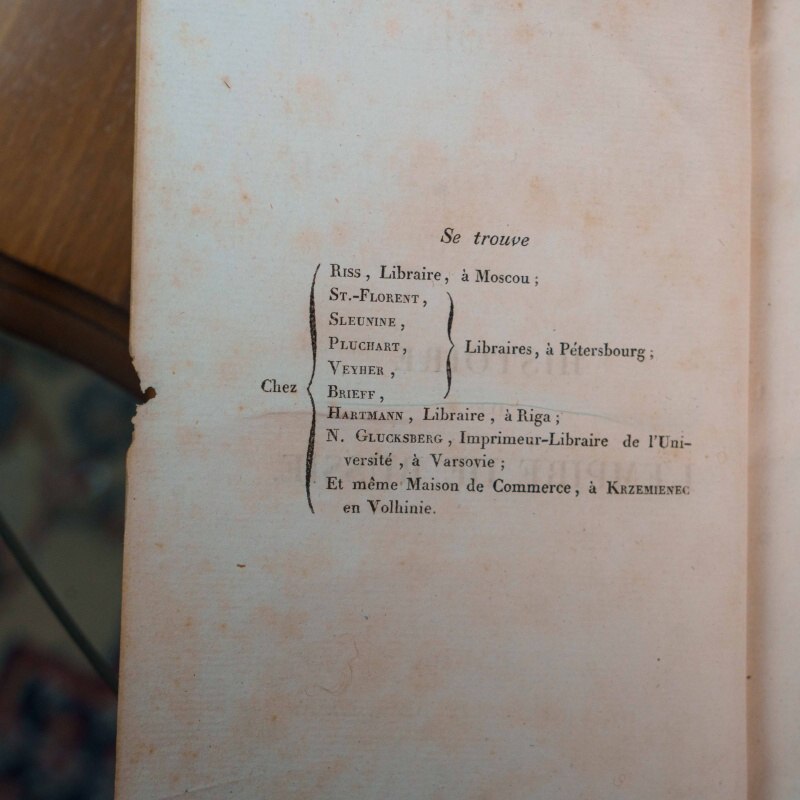 Se trouve
Riss, Libraire, à Moscou;
St.-Florent,
Sleunine,
Pluchart,
Libraires, à Pétersbourg;
Veyher,
Chez
Brieff,
Hartmann, Libraire, à Riga;
N. Glucksberg, Imprimeur-Libraire de l'Uni-
versité, à Varsovie;
Et même Maison de Commerce, à Krzemienec
en Volhinie.